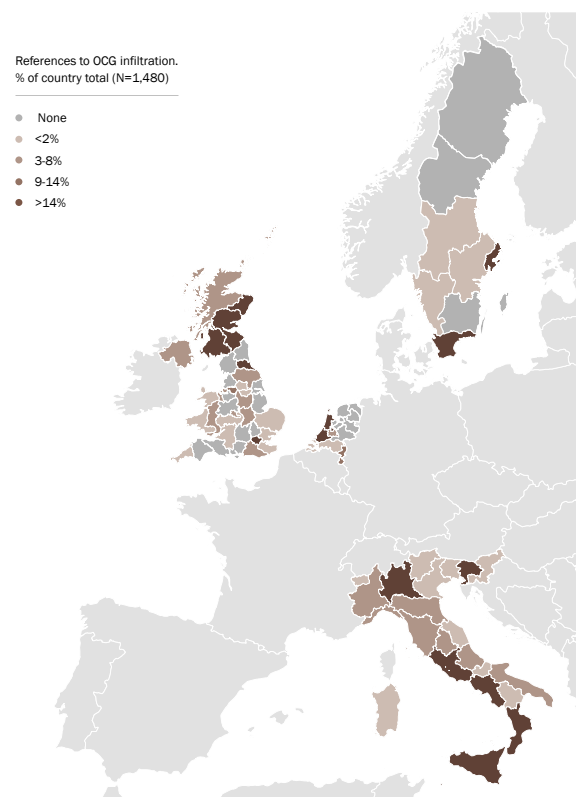 References to OCG infiltration.
% of country total (N=1,480)
None
<2%
3-8%
9-14%
>14%